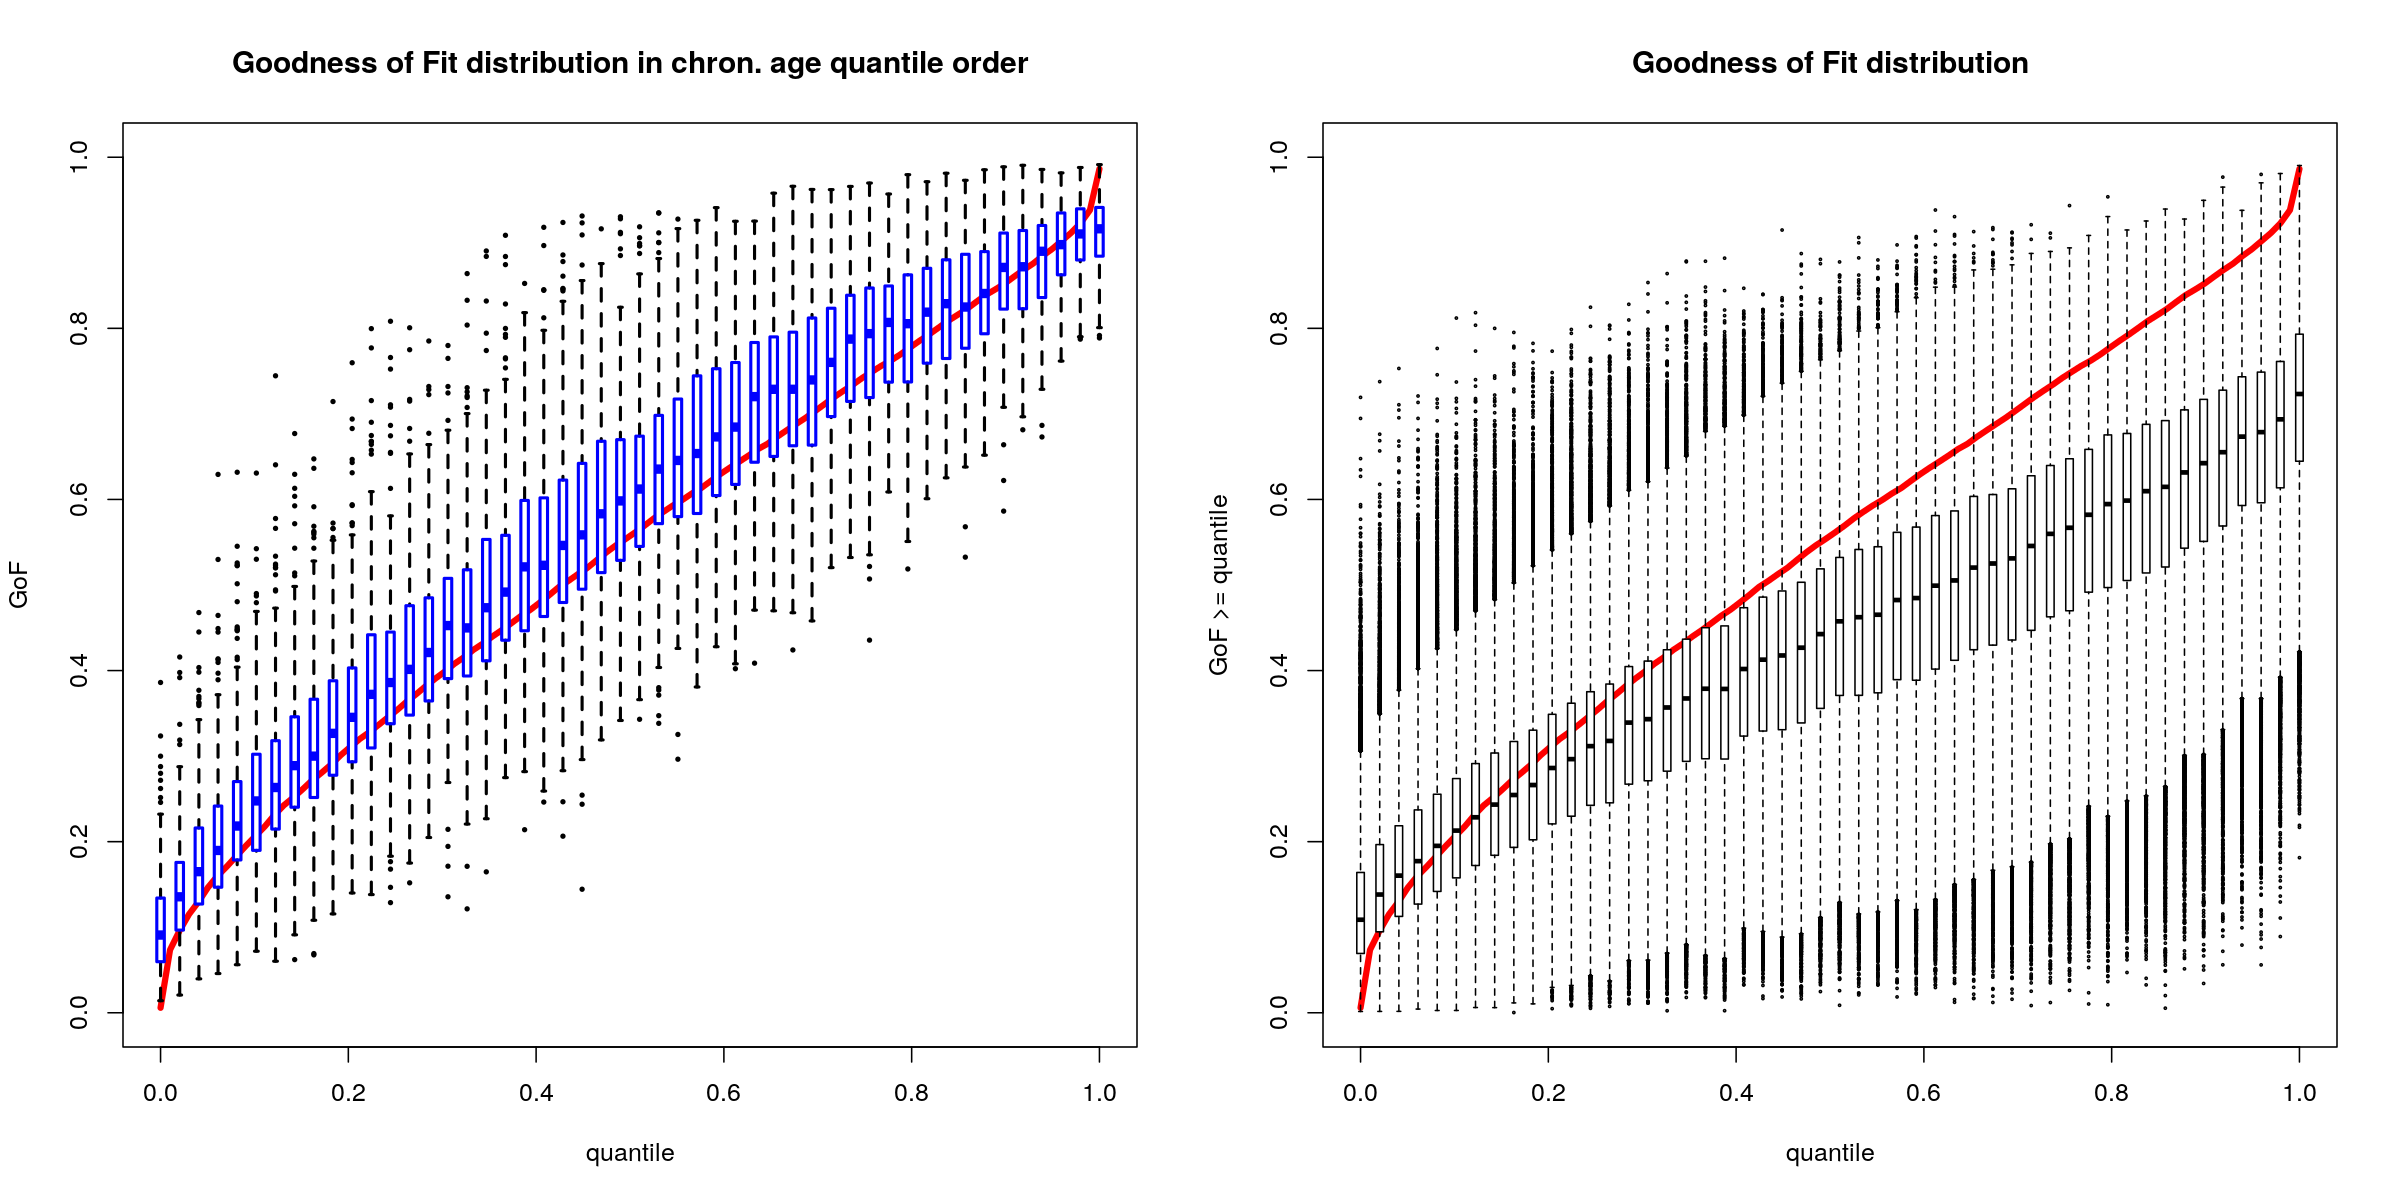 Goodness of Fit distribution in chron. age quantile order
GoF
1.0
0.8
0.6
0.4
0.2
0.0
0.0 0.2 0.4 0.6 0.8 1.0
quantile
Goodness of Fit distribution
GoF >= quantile
1.0
0.8
0.6
0.4
0.2
0.0
0.0 0.2 0.4 0.6 0.8 1.0
quantile